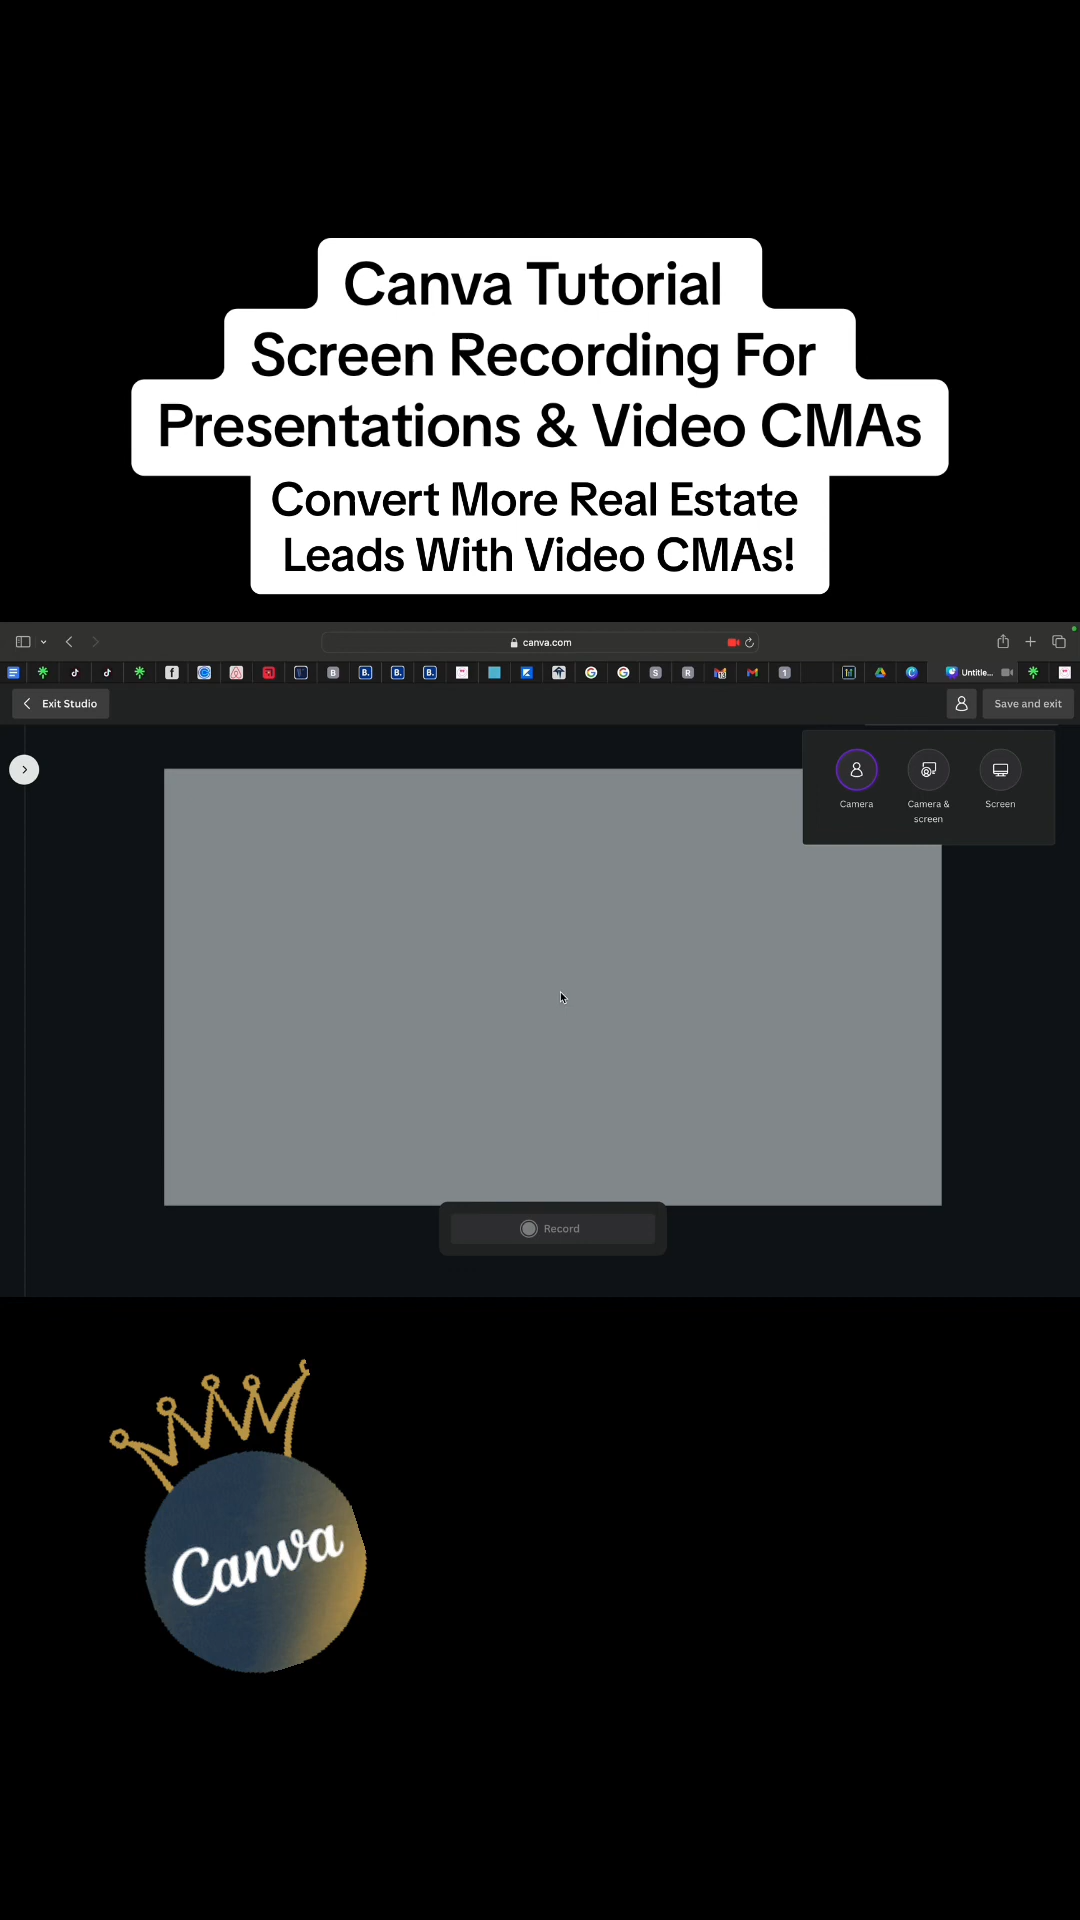 Canva Tutorial
Screen Recording For
Presentations & Video CMAs
Convert More Real Estate
Leads With Video CMAs!
canva.com
Untitle...
Exit Studio
Save and exit
Camera
Camera &
screen
Screen
Record
Canva